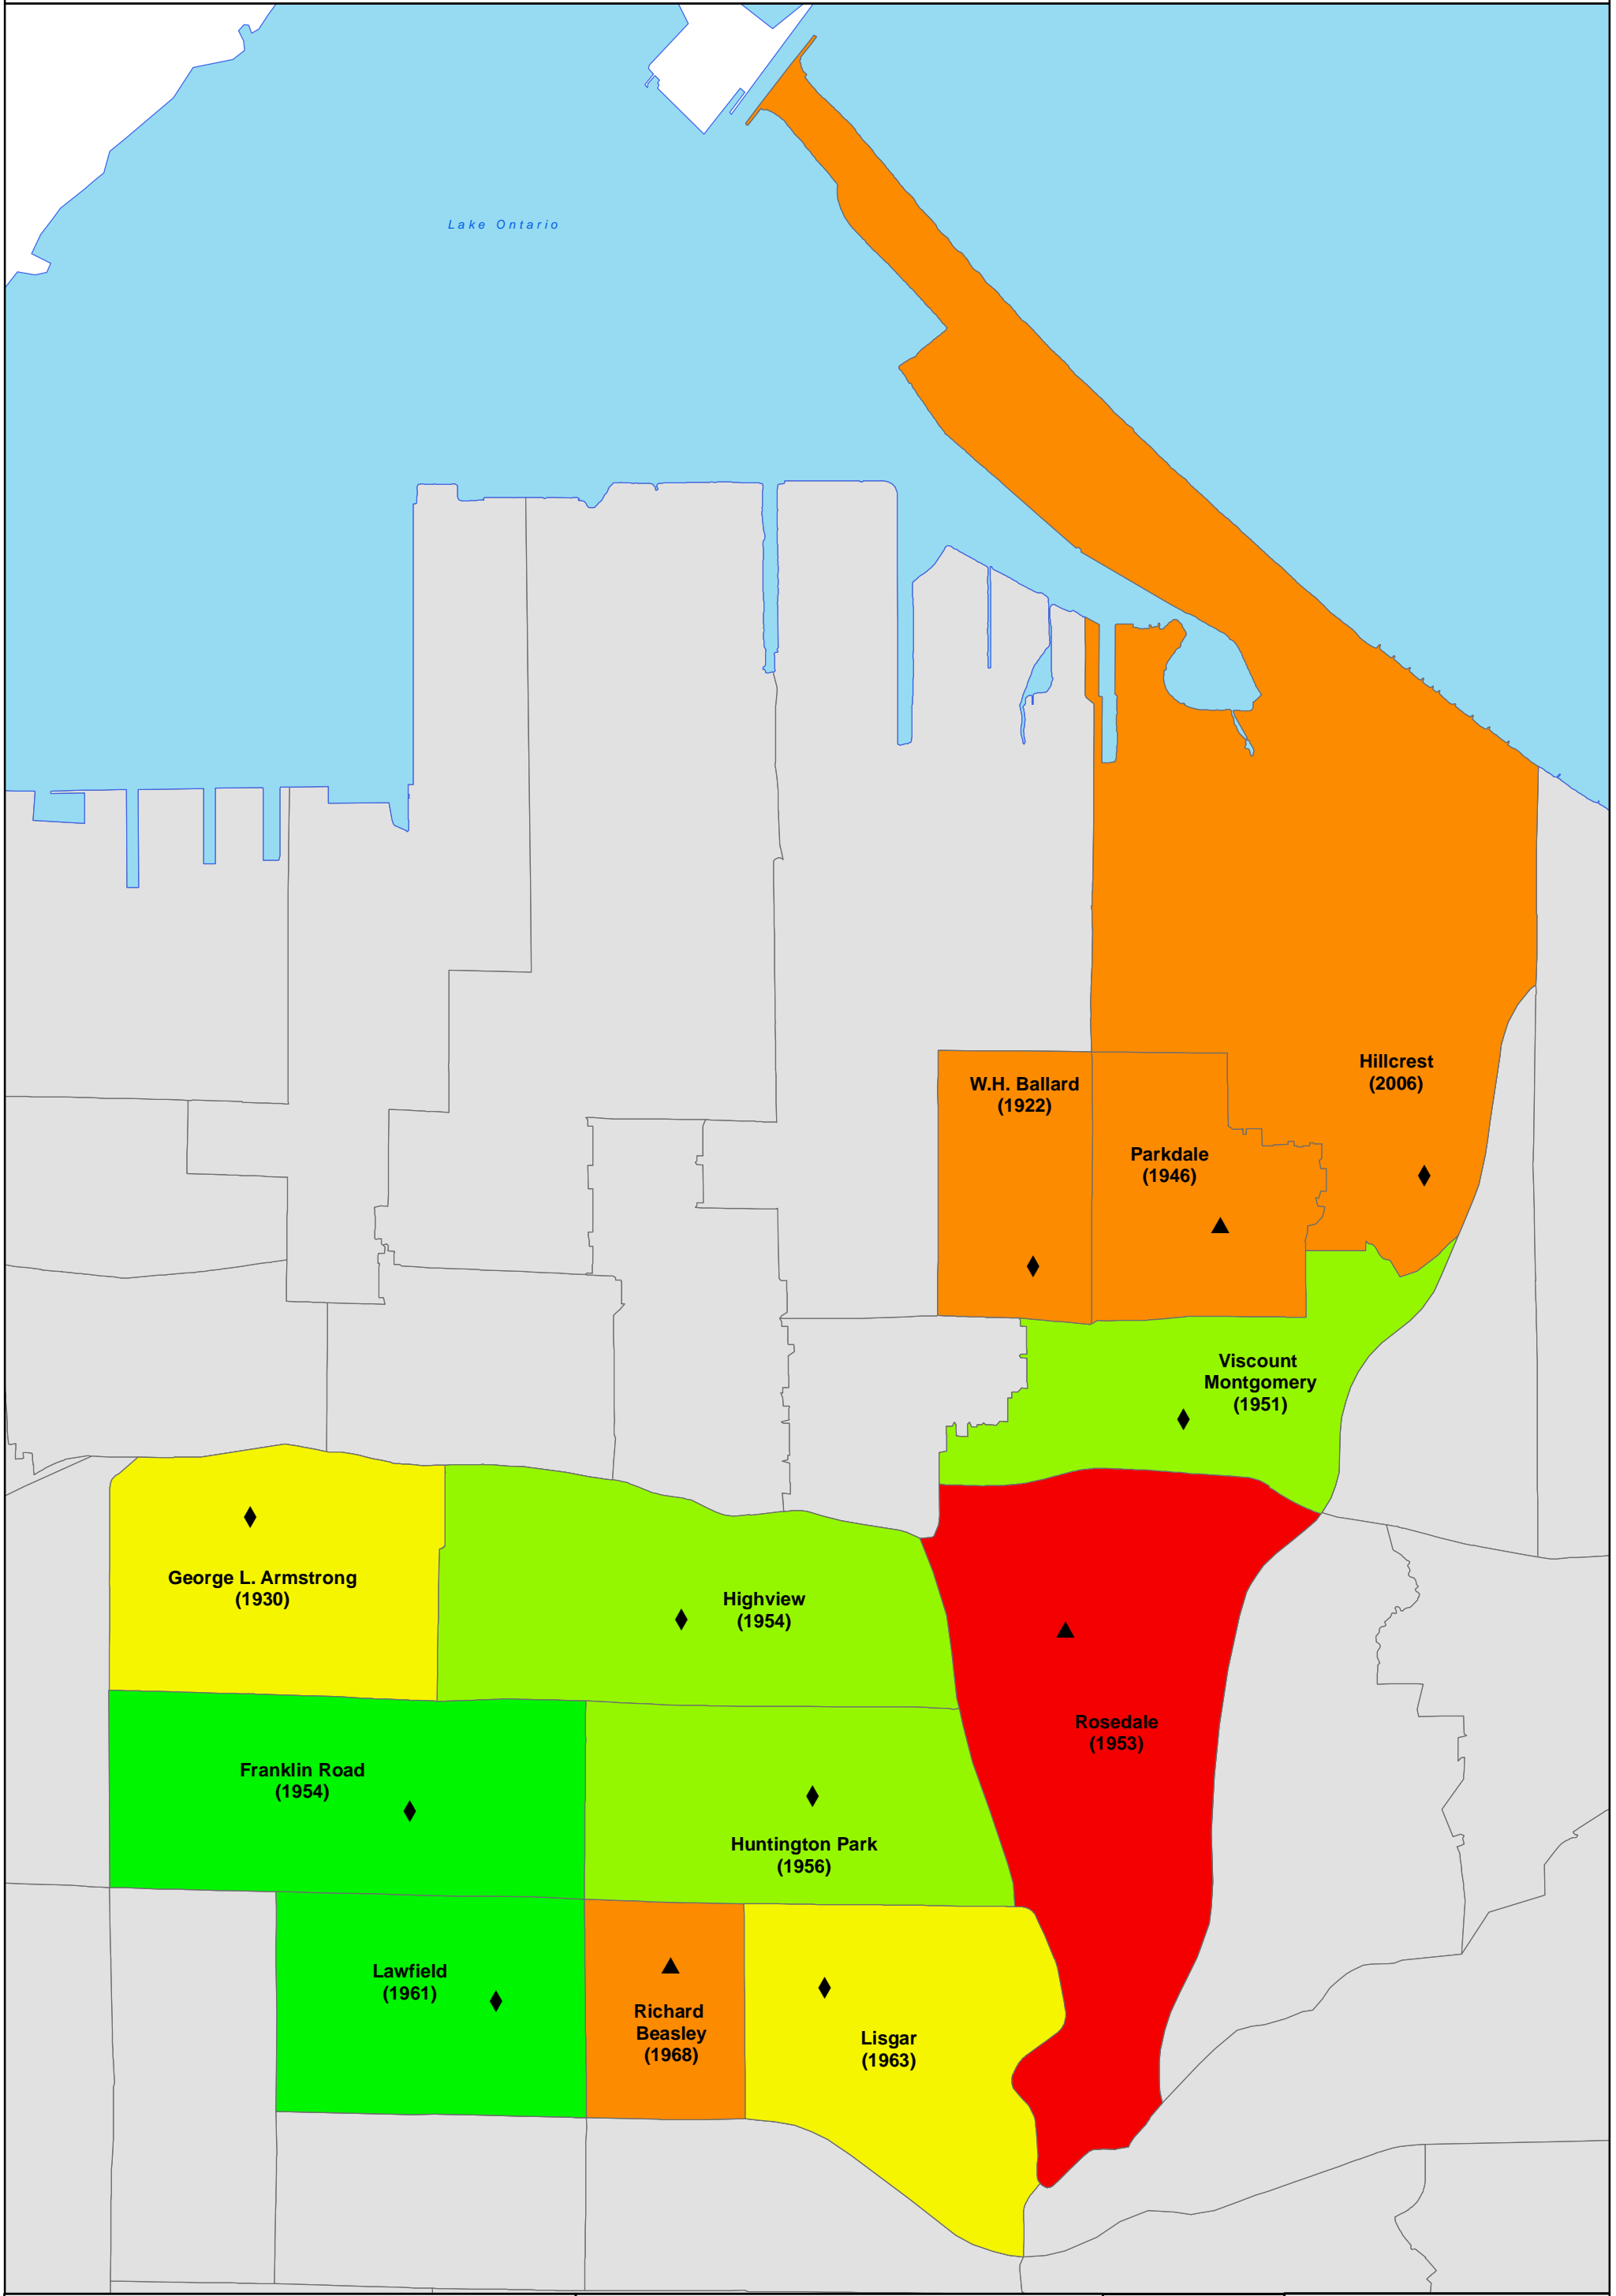 Lake Ontario
Hillcrest
(2006)
W.H. Ballard
(1922)
Parkdale
(1946)
Viscount
Montgomery
(1951)
George L. Armstrong
(1930)
Highview
(1954)
Rosedale
(1953)
Franklin Road
(1954)
Huntington Park
(1956)
Lawfield
(1961)
Richard
Beasley
(1968)
Lisgar
(1963)